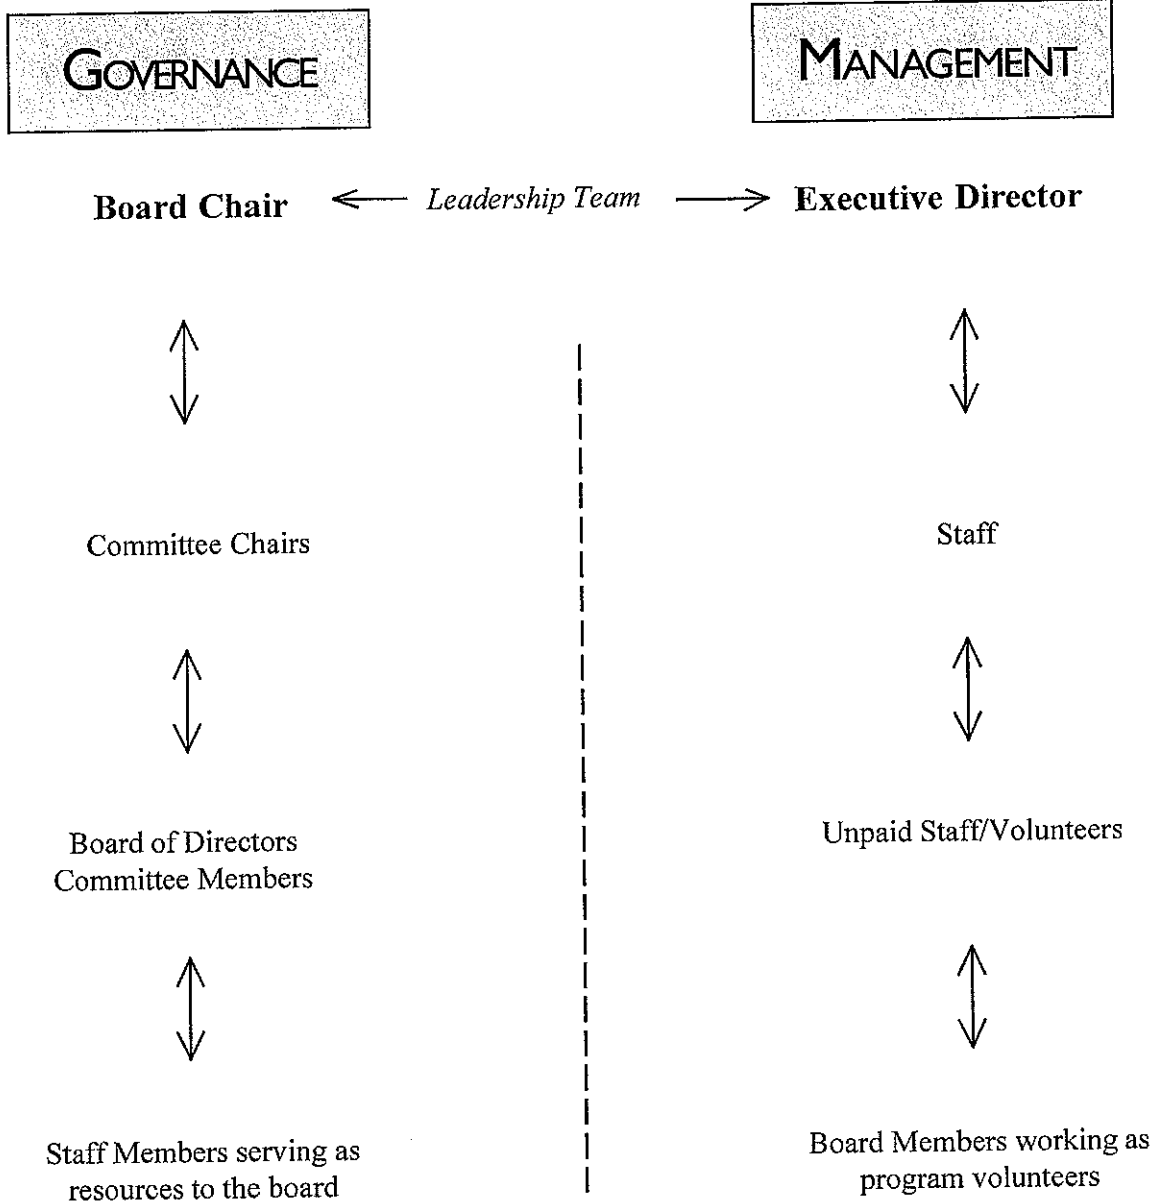 GOVERNANCE
MANAGEMENT
Board Chair
Leadership Team
Executive Director
Committee Chairs
Staff
Board of Directors
Committee Members
Unpaid Staff/Volunteers
Staff Members serving as
resources to the board
Board Members working as
program volunteers